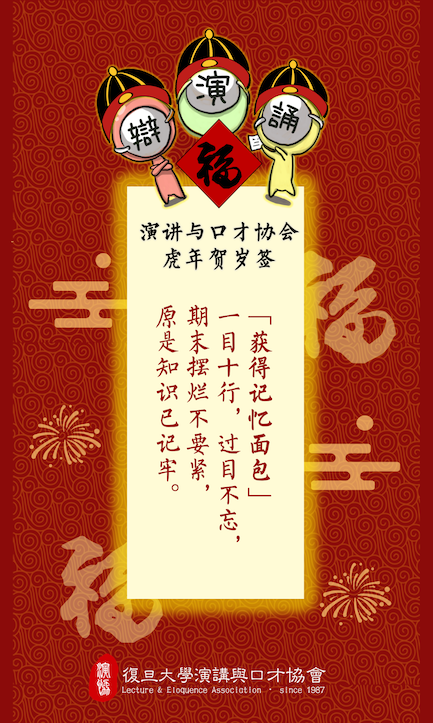 辯
演
誦
福
演讲与口才协会
虎年贺岁签
「获得记忆面包」
一目十行，过目不忘，
期末摆烂不要紧，
原是知识已记牢。
福
福
復旦大學演講與口才協會
Lecture & Eloquence Association · since 1987